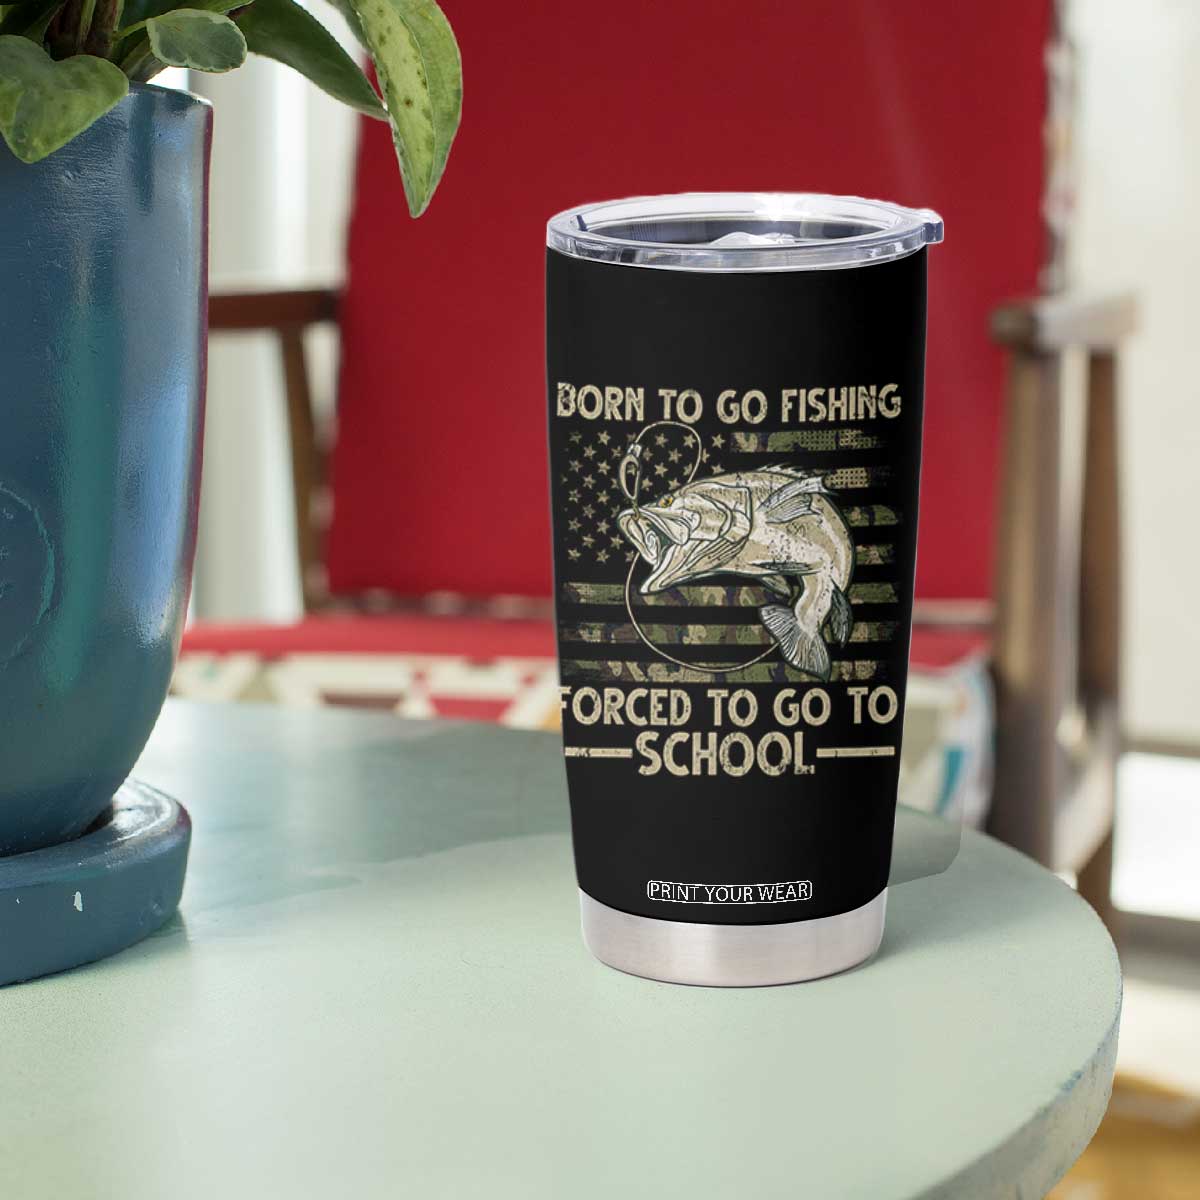 BORN TO GO FISHING
FORCED TO GO TO
SCHOOL.
PRINT YOUR WEAR